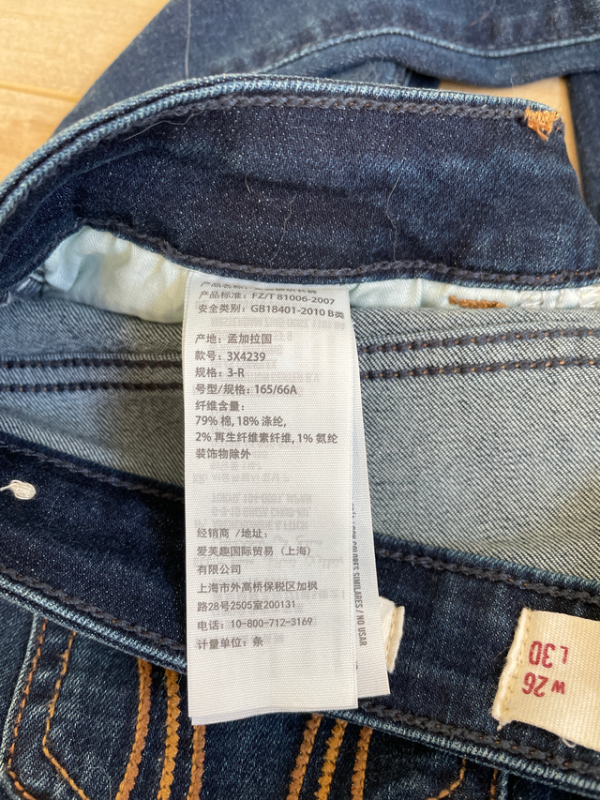 产品标准: FZ/T 81006-2007
安全类别: GB18401-2010 B类
产地: 孟加拉国
款号: 3X4239
规格: 3-R
号型/规格: 165/66A
纤维含量:
79% 棉, 18% 涤纶,
2% 再生纤维素纤维, 1% 氨纶
装饰物除外
经销商 /地址:
爱芙趣国际贸易 (上海)
有限公司
上海市外高桥保税区加枫
路28号2505室200131
电话: 10-800-712-3169
计量单位: 条
SIMILARES / NO USAR
W 26
L 30